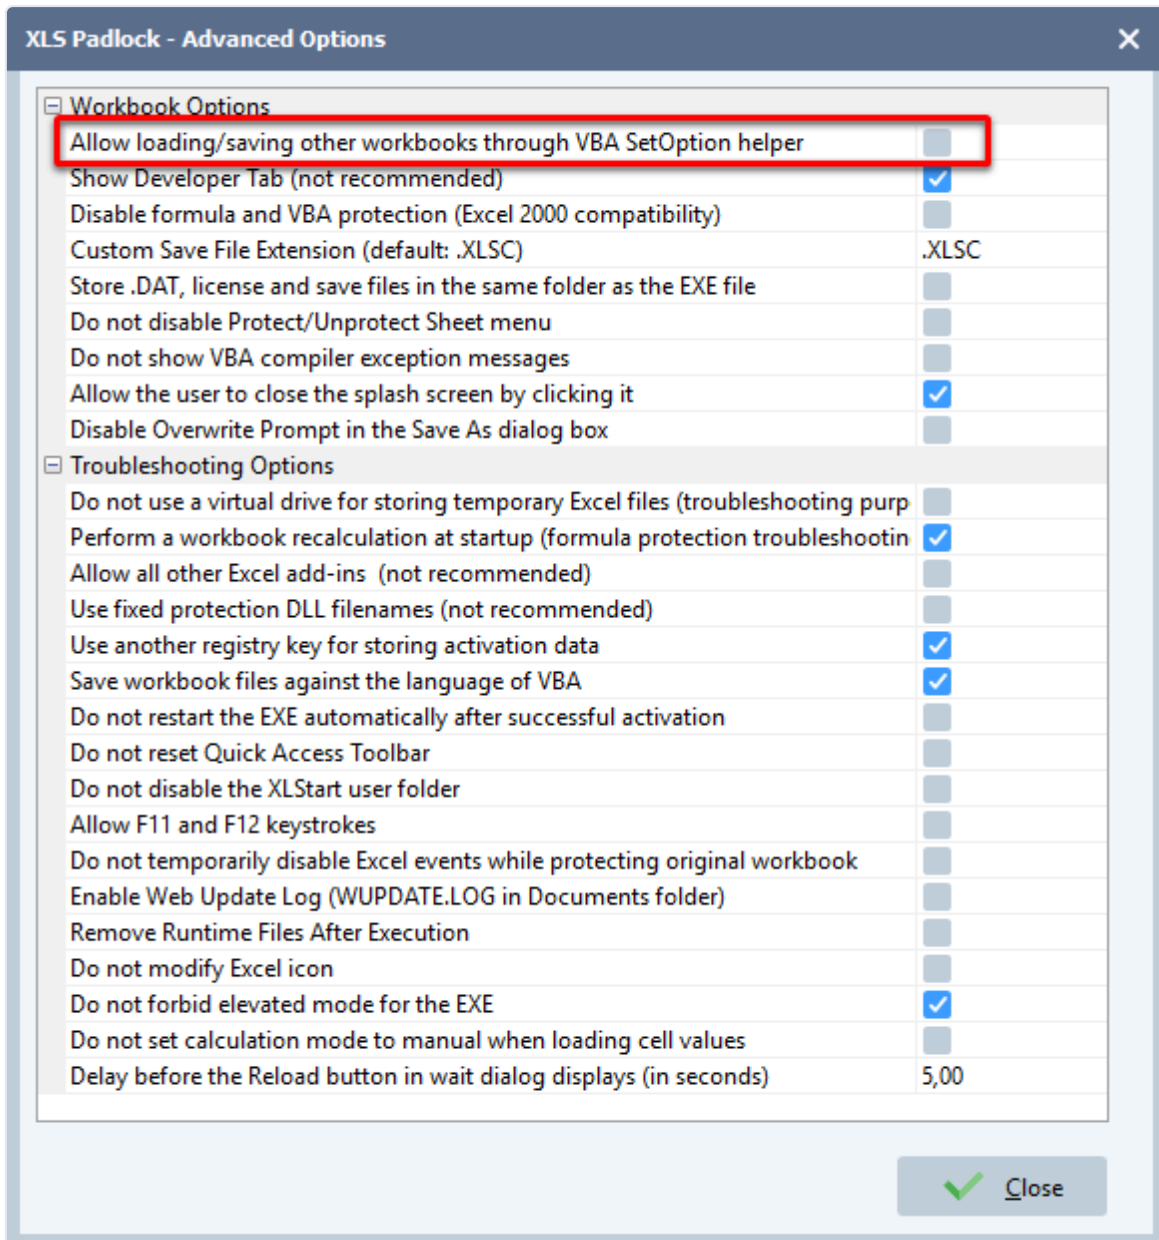 XLS Padlock - Advanced Options
Workbook Options
Allow loading/saving other workbooks through VBA SetOption helper
Show Developer Tab (not recommended)
Disable formula and VBA protection (Excel 2000 compatibility)
Custom Save File Extension (default: .XLSC) .XLSC
Store .DAT, license and save files in the same folder as the EXE file
Do not disable Protect/Unprotect Sheet menu
Do not show VBA compiler exception messages
Allow the user to close the splash screen by clicking it
Disable Overwrite Prompt in the Save As dialog box
Troubleshooting Options
Do not use a virtual drive for storing temporary Excel files (troubleshooting purp
Perform a workbook recalculation at startup (formula protection troubleshootin
Allow all other Excel add-ins (not recommended)
Use fixed protection DLL filenames (not recommended)
Use another registry key for storing activation data
Save workbook files against the language of VBA
Do not restart the EXE automatically after successful activation
Do not reset Quick Access Toolbar
Do not disable the XLStart user folder
Allow F11 and F12 keystrokes
Do not temporarily disable Excel events while protecting original workbook
Enable Web Update Log (WUPDATE.LOG in Documents folder)
Remove Runtime Files After Execution
Do not modify Excel icon
Do not forbid elevated mode for the EXE
Do not set calculation mode to manual when loading cell values
Delay before the Reload button in wait dialog displays (in seconds) 5,00
Close